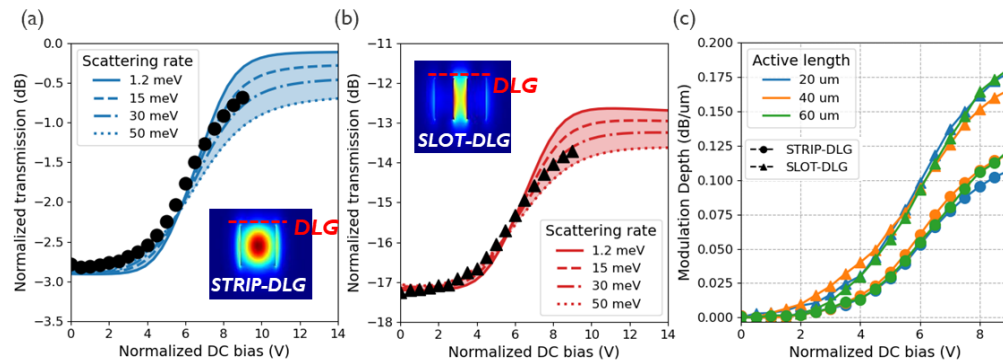 (a)
0.0
−0.5
−1.0
−1.5
−2.0
−2.5
−3.0
−3.5
Normalized transmission (dB)
Scattering rate
1.2 meV
15 meV
30 meV
50 meV
DLG
STRIP-DLG
0 2 4 6 8 10 12 14
Normalized DC bias (V)
(b)
−11
−12
−13
−14
−15
−16
−17
−18
Normalized transmission (dB)
DLG
SLOT-DLG
Scattering rate
1.2 meV
15 meV
30 meV
50 meV
0 2 4 6 8 10 12 14
Normalized DC bias (V)
(c)
0.200
0.175
0.150
0.125
0.100
0.075
0.050
0.025
0.000
Modulation Depth (dB/um)
Active length
20 um
40 um
60 um
STRIP-DLG
SLOT-DLG
0 2 4 6 8
Normalized DC bias (V)